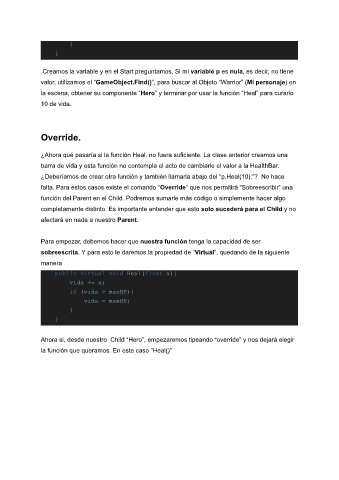 }
}
Creamos la variable y en el Start preguntamos, Si mi variable p es nula, es decir, no tiene
valor, utilizamos el "GameObject.Find()", para buscar al Objeto "Warrior" (Mi personaje) en
la escena, obtener su componente "Hero" y terminar por usar la función "Heal" para curarlo
10 de vida.
Override.
¿Ahora qué pasaría si la función Heal, no fuera suficiente. La clase anterior creamos una
barra de vida y esta función no contempla el acto de cambiarle el valor a la HealthBar.
¿Deberíamos de crear otra función y también llamarla abajo del "p.Heal(10);"? No hace
falta. Para estos casos existe el comando "Override" que nos permitirá "Sobreescribir" una
función del Parent en el Child. Podremos sumarle más código o simplemente hacer algo
completamente distinto. Es importante entender que esto solo sucederá para el Child y no
afectará en nada a nuestro Parent.
Para empezar, debemos hacer que nuestra función tenga la capacidad de ser
sobreescrita. Y para esto le daremos la propiedad de "Virtual", quedando de la siguiente
manera
public virtual void Heal(float a){
vida += a;
if (vida > maxHP){
vida = maxHP;
}
}
Ahora si, desde nuestro Child "Hero", empezaremos tipeando "override" y nos dejará elegir
la función que queramos. En este caso "Heal()"